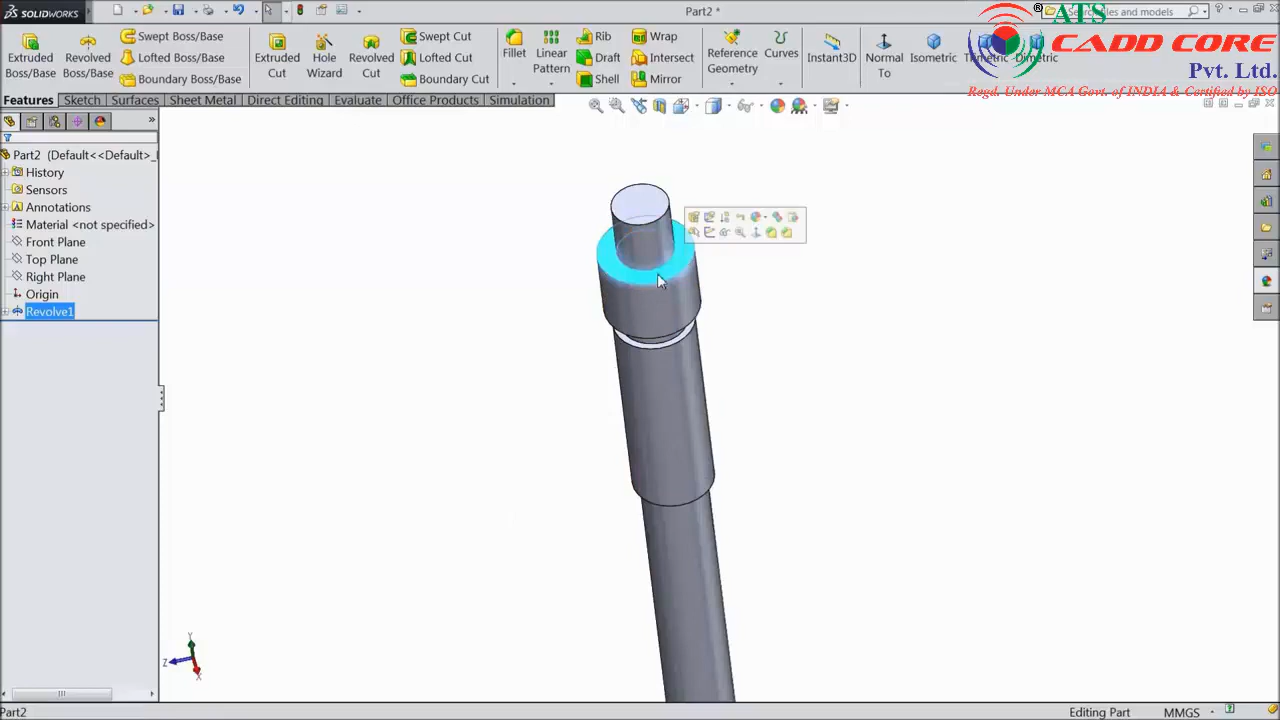 SOLIDWORKS
Part2 *
Search files and models
®
ATS
CADD CORE
Pvt. Ltd.
Regd. Under MCA Govt. of INDIA & Certified by ISO
Extruded Boss/Base
Revolved Boss/Base
Swept Boss/Base
Lofted Boss/Base
Boundary Boss/Base
Extruded Cut
Hole Wizard
Revolved Cut
Swept Cut
Lofted Cut
Boundary Cut
Fillet
Linear Pattern
Rib
Draft
Shell
Wrap
Intersect
Mirror
Reference Geometry
Curves
Instant3D
Normal To
Isometric
Trimetric
Dimetric
Features
Sketch
Surfaces
Sheet Metal
Direct Editing
Evaluate
Office Products
Simulation
Part2 (Default<<Default>_
History
Sensors
Annotations
Material <not specified>
Front Plane
Top Plane
Right Plane
Origin
Revolve1
Y
Z
X
Part2
Editing Part
MMGS